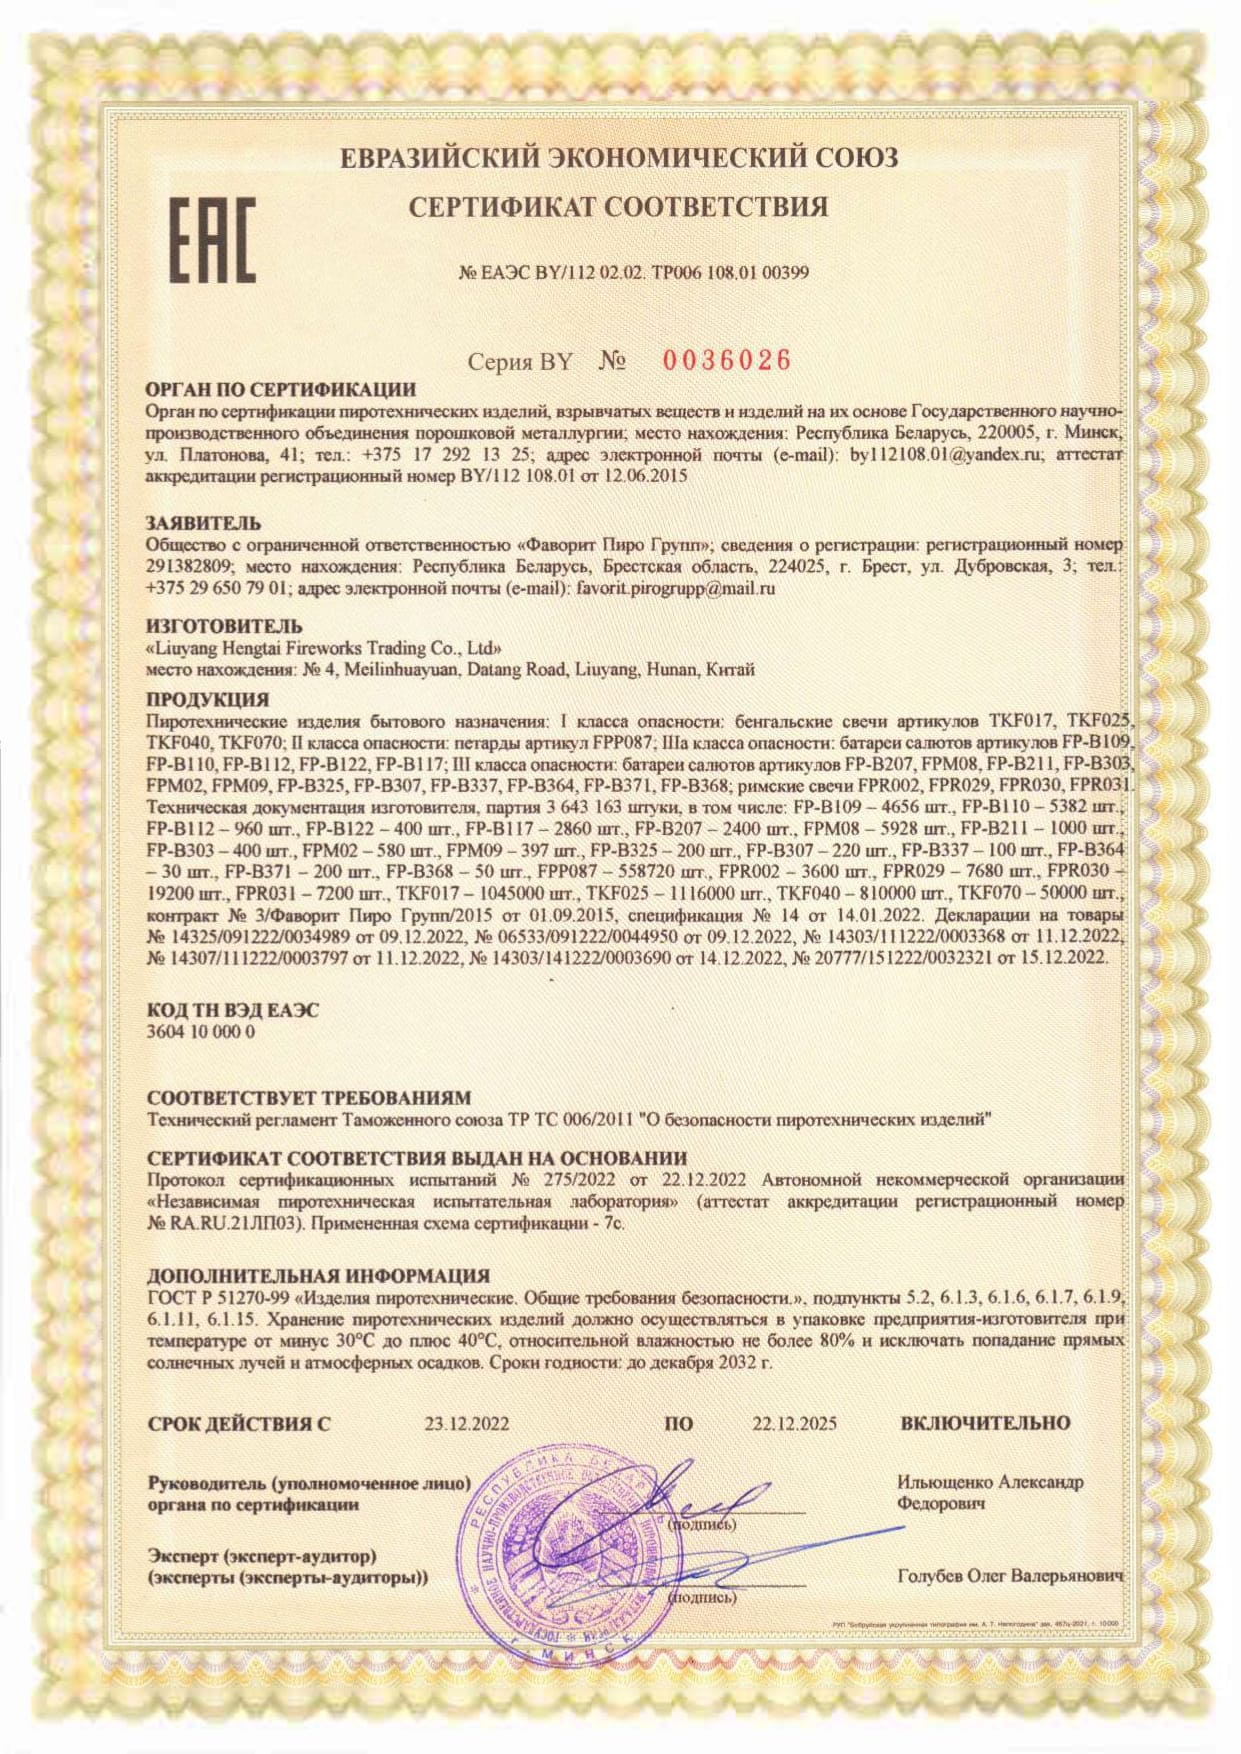 ЕВРАЗИЙСКИЙ ЭКОНОМИЧЕСКИЙ СОЮЗ
EAC
СЕРТИФИКАТ СООТВЕТСТВИЯ
№ ЕАЭС BY/112 02.02. ТР006 108.01 00399
Серия BY № 0036026
ОРГАН ПО СЕРТИФИКАЦИИ
Орган по сертификации пиротехнических изделий, взрывчатых веществ и изделий на их основе Государственного научно-
производственного объединения порошковой металлургии; место нахождения: Республика Беларусь, 220005, г. Минск,
ул. Платонова, 41; тел.: +375 17 292 13 25; адрес электронной почты (e-mail): by112108.01@yandex.ru; аттестат
аккредитации регистрационный номер BY/112 108.01 от 12.06.2015
ЗАЯВИТЕЛЬ
Общество с ограниченной ответственностью «Фаворит Пиро Групп»; сведения о регистрации: регистрационный номер
291382809; место нахождения: Республика Беларусь, Брестская область, 224025, г. Брест, ул. Дубровская, 3; тел.:
+375 29 650 79 01; адрес электронной почты (e-mail): favorit.pirogrupp@mail.ru
ИЗГОТОВИТЕЛЬ
«Liuyang Hengtai Fireworks Trading Co., Ltd»
место нахождения: № 4, Meilinhuayuan, Datang Road, Liuyang, Hunan, Китай
ПРОДУКЦИЯ
Пиротехнические изделия бытового назначения: I класса опасности: бенгальские свечи артикулов TKF017, TKF025,
TKF040, TKF070; II класса опасности: петарды артикул FPP087; IIIа класса опасности: батареи салютов артикулов FP-B109,
FP-B110, FP-B112, FP-B122, FP-B117; III класса опасности: батареи салютов артикулов FP-B207, FPM08, FP-B211, FP-B303,
FPM02, FPM09, FP-B325, FP-B307, FP-B337, FP-B364, FP-B371, FP-B368; римские свечи FPR002, FPR029, FPR030, FPR031.
Техническая документация изготовителя, партия 3 643 163 штуки, в том числе: FP-B109 – 4656 шт., FP-B110 – 5382 шт.,
FP-B112 – 960 шт., FP-B122 – 400 шт., FP-B117 – 2860 шт., FP-B207 – 2400 шт., FPM08 – 5928 шт., FP-B211 – 1000 шт.,
FP-B303 – 400 шт., FPM02 – 580 шт., FPM09 – 397 шт., FP-B325 – 200 шт., FP-B307 – 220 шт., FP-B337 – 100 шт., FP-B364
– 30 шт., FP-B371 – 200 шт., FP-B368 – 50 шт., FPP087 – 558720 шт., FPR002 – 3600 шт., FPR029 – 7680 шт., FPR030 –
19200 шт., FPR031 – 7200 шт., TKF017 – 1045000 шт., TKF025 – 1116000 шт., TKF040 – 810000 шт., TKF070 – 50000 шт.,
контракт № 3/Фаворит Пиро Групп/2015 от 01.09.2015, спецификация № 14 от 14.01.2022. Декларации на товары
№ 14325/091222/0034989 от 09.12.2022, № 06533/091222/0044950 от 09.12.2022, № 14303/111222/0003368 от 11.12.2022,
№ 14307/111222/0003797 от 11.12.2022, № 14303/141222/0003690 от 14.12.2022, № 20777/151222/0032321 от 15.12.2022.
КОД ТН ВЭД ЕАЭС
3604 10 000 0
СООТВЕТСТВУЕТ ТРЕБОВАНИЯМ
Технический регламент Таможенного союза ТР ТС 006/2011 "О безопасности пиротехнических изделий"
СЕРТИФИКАТ СООТВЕТСТВИЯ ВЫДАН НА ОСНОВАНИИ
Протокол сертификационных испытаний № 275/2022 от 22.12.2022 Автономной некоммерческой организации
«Независимая пиротехническая испытательная лаборатория» (аттестат аккредитации регистрационный номер
№ RA.RU.21ЛП03). Примененная схема сертификации - 7с.
ДОПОЛНИТЕЛЬНАЯ ИНФОРМАЦИЯ
ГОСТ Р 51270-99 «Изделия пиротехнические. Общие требования безопасности.», подпункты 5.2, 6.1.3, 6.1.6, 6.1.7, 6.1.9,
6.1.11, 6.1.15. Хранение пиротехнических изделий должно осуществляться в упаковке предприятия-изготовителя при
температуре от минус 30°С до плюс 40°С, относительной влажностью не более 80% и исключать попадание прямых
солнечных лучей и атмосферных осадков. Сроки годности: до декабря 2032 г.
СРОК ДЕЙСТВИЯ С 23.12.2022 ПО 22.12.2025 ВКЛЮЧИТЕЛЬНО
Руководитель (уполномоченное лицо)
органа по сертификации
(подпись)
Ильющенко Александр
Федорович
Эксперт (эксперт-аудитор)
(эксперты (эксперты-аудиторы))
(подпись)
Голубев Олег Валерьянович
РЕСПУБЛИКА БЕЛАРУСЬ
г. МИНСК